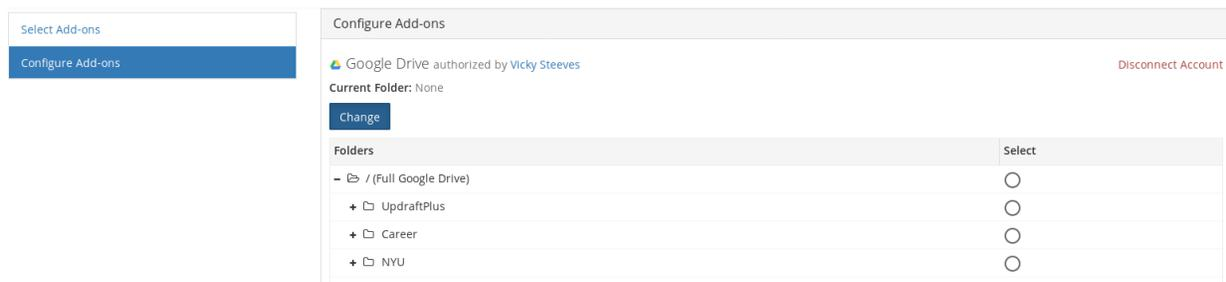 Select Add-ons
Configure Add-ons
Configure Add-ons
Google Drive authorized by Vicky Steeves
Disconnect Account
Current Folder: None
Change
Folders
Select
/ (Full Google Drive)
UpdraftPlus
Career
NYU